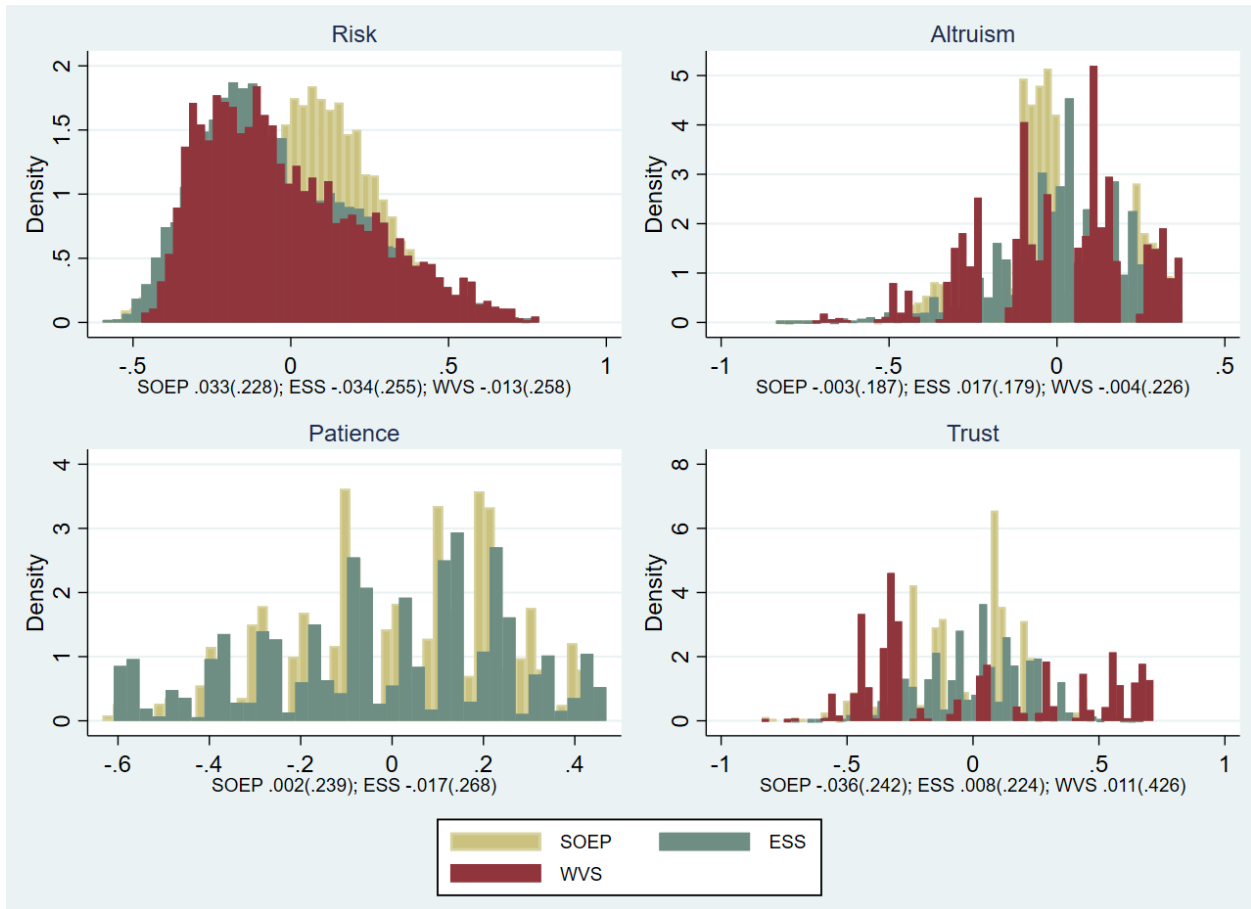 Risk
Density
2
1.5
1
.5
0
-.5
0
.5
1
SOEP .033(.228); ESS -.034(.255); WVS -.013(.258)
Altruism
Density
5
4
3
2
1
0
-1
-.5
0
.5
SOEP -.003(.187); ESS .017(.179); WVS -.004(.226)
Patience
Density
4
3
2
1
0
-.6
-.4
-.2
0
.2
.4
SOEP .002(.239); ESS -.017(.268)
Trust
Density
8
6
4
2
0
-1
-.5
0
.5
1
SOEP -.036(.242); ESS .008(.224); WVS .011(.426)
SOEP
ESS
WVS